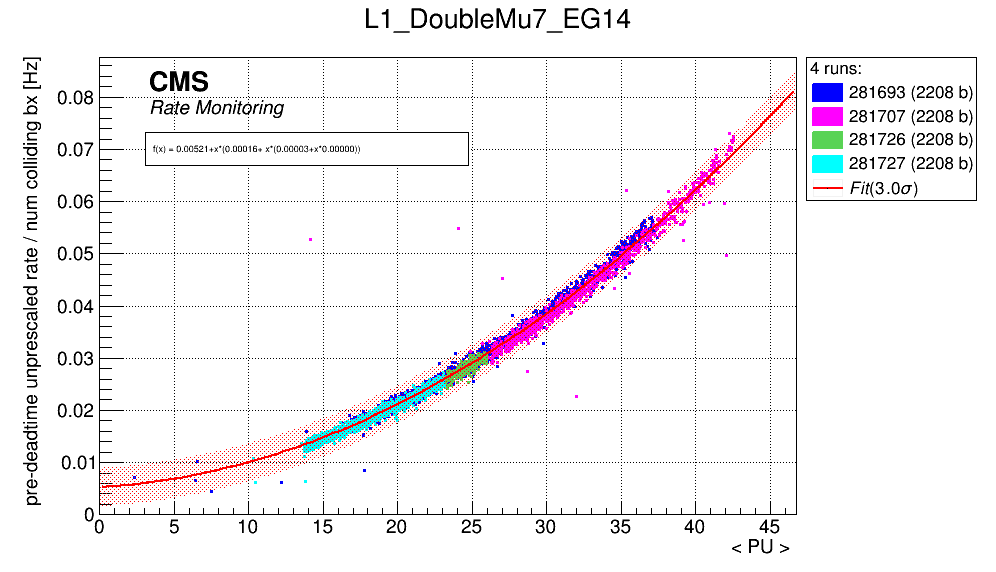 L1_DoubleMu7_EG14
pre-deadtime unprescaled rate / num colliding bx [Hz]
CMS
Rate Monitoring
f(x) = 0.00521+x*(0.00016+ x*(0.00003+x*0.00000))
4 runs:
281693 (2208 b)
281707 (2208 b)
281726 (2208 b)
281727 (2208 b)
Fit(3.0σ)
0.08
0.07
0.06
0.05
0.04
0.03
0.02
0.01
0
0 5 10 15 20 25 30 35 40 45
< PU >